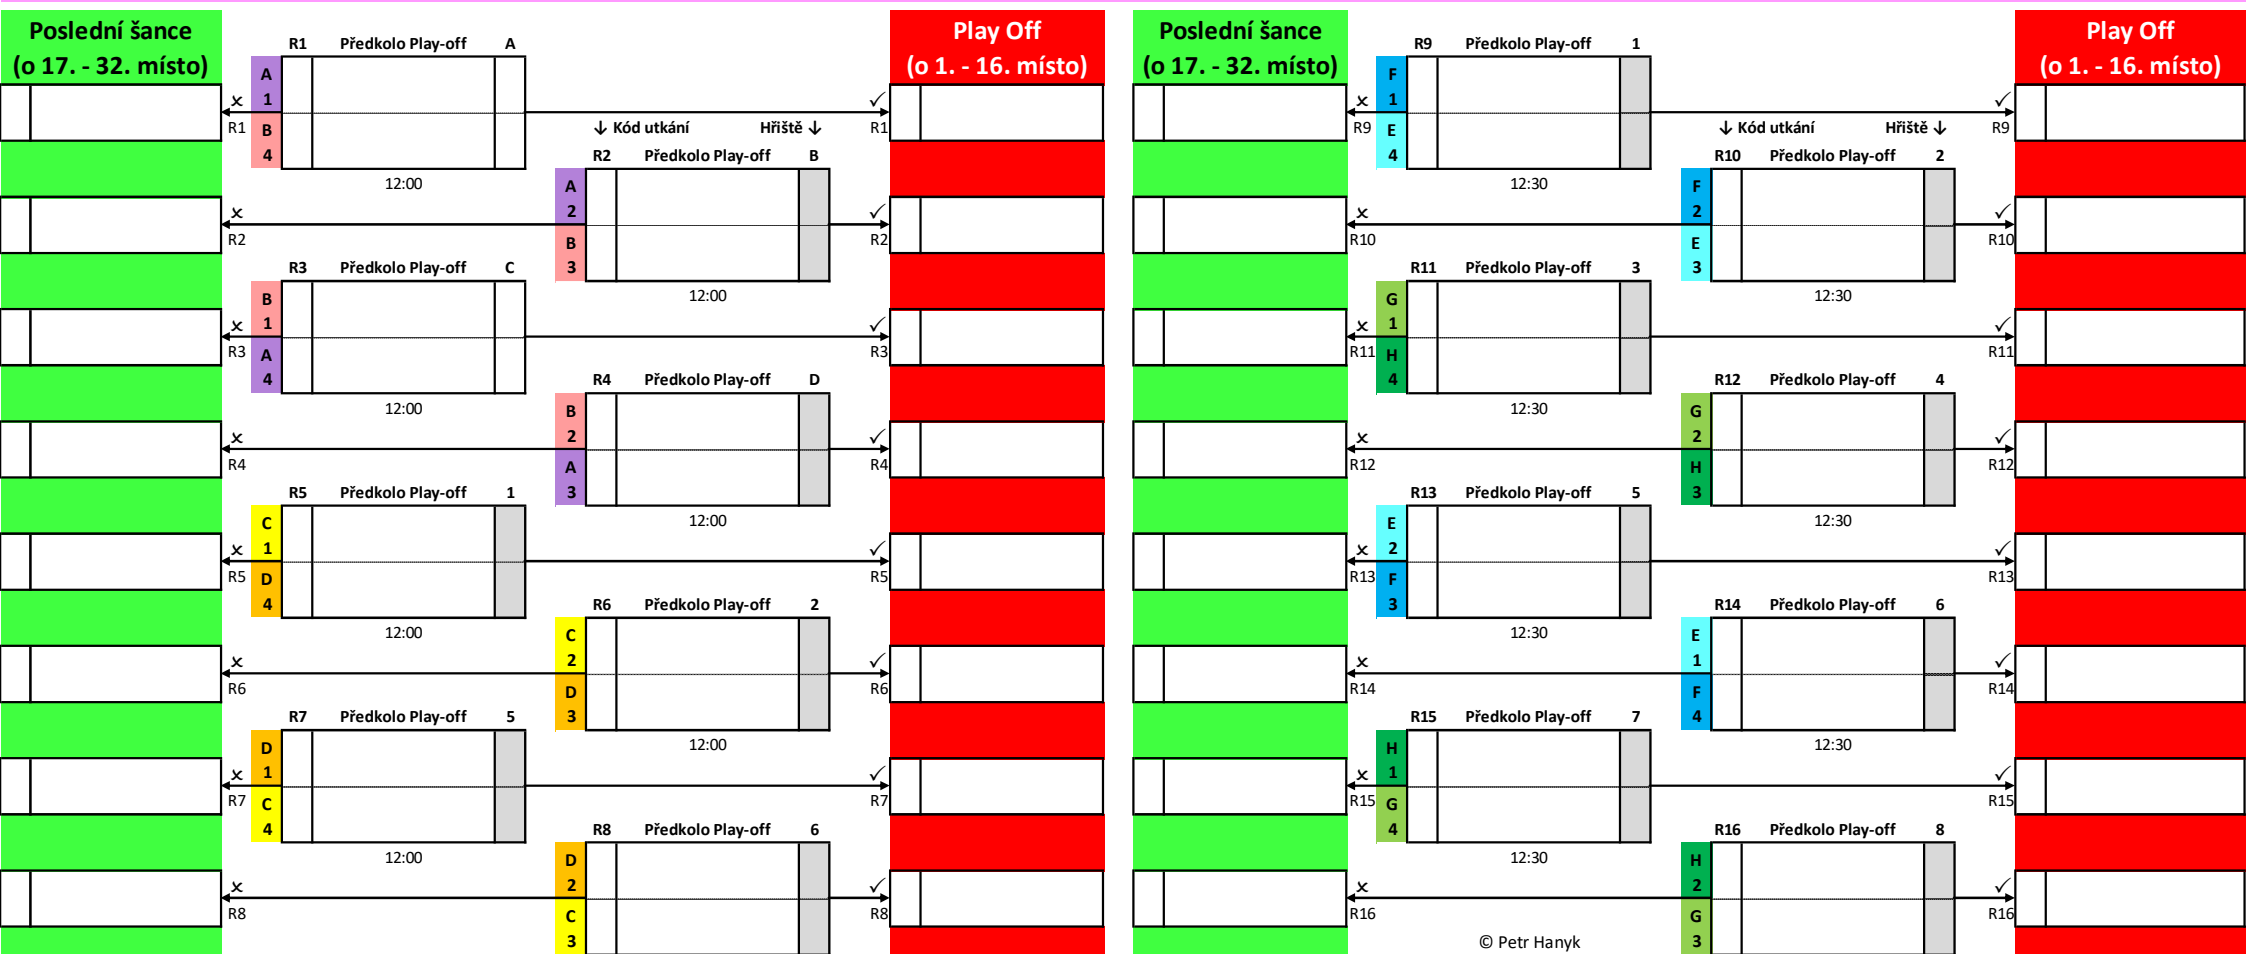 Poslední šance
(o 17. - 32. místo)
Play Off
(o 1. - 16. místo)
Poslední šance
(o 17. - 32. místo)
Play Off
(o 1. - 16. místo)
R1 Předkolo Play-off A
A
1
B
4
✗
R1
✓
R1
12:00
↓ Kód utkání Hřiště ↓
R2 Předkolo Play-off B
A
2
B
3
✗
R2
✓
R2
12:00
R3 Předkolo Play-off C
B
1
A
4
✗
R3
✓
R3
12:00
R4 Předkolo Play-off D
B
2
A
3
✗
R4
✓
R4
12:00
R5 Předkolo Play-off 1
C
1
D
4
✗
R5
✓
R5
12:00
R6 Předkolo Play-off 2
C
2
D
3
✗
R6
✓
R6
12:00
R7 Předkolo Play-off 5
D
1
C
4
✗
R7
✓
R7
12:00
R8 Předkolo Play-off 6
D
2
C
3
✗
R8
✓
R8
R9 Předkolo Play-off 1
F
1
E
4
✗
R9
✓
R9
12:30
↓ Kód utkání Hřiště ↓
R10 Předkolo Play-off 2
F
2
E
3
✗
R10
✓
R10
12:30
R11 Předkolo Play-off 3
G
1
H
4
✗
R11
✓
R11
12:30
R12 Předkolo Play-off 4
G
2
H
3
✗
R12
✓
R12
12:30
R13 Předkolo Play-off 5
E
2
F
3
✗
R13
✓
R13
12:30
R14 Předkolo Play-off 6
E
1
F
4
✗
R14
✓
R14
12:30
R15 Předkolo Play-off 7
H
1
G
4
✗
R15
✓
R15
12:30
R16 Předkolo Play-off 8
H
2
G
3
✗
R16
✓
R16
© Petr Hanyk